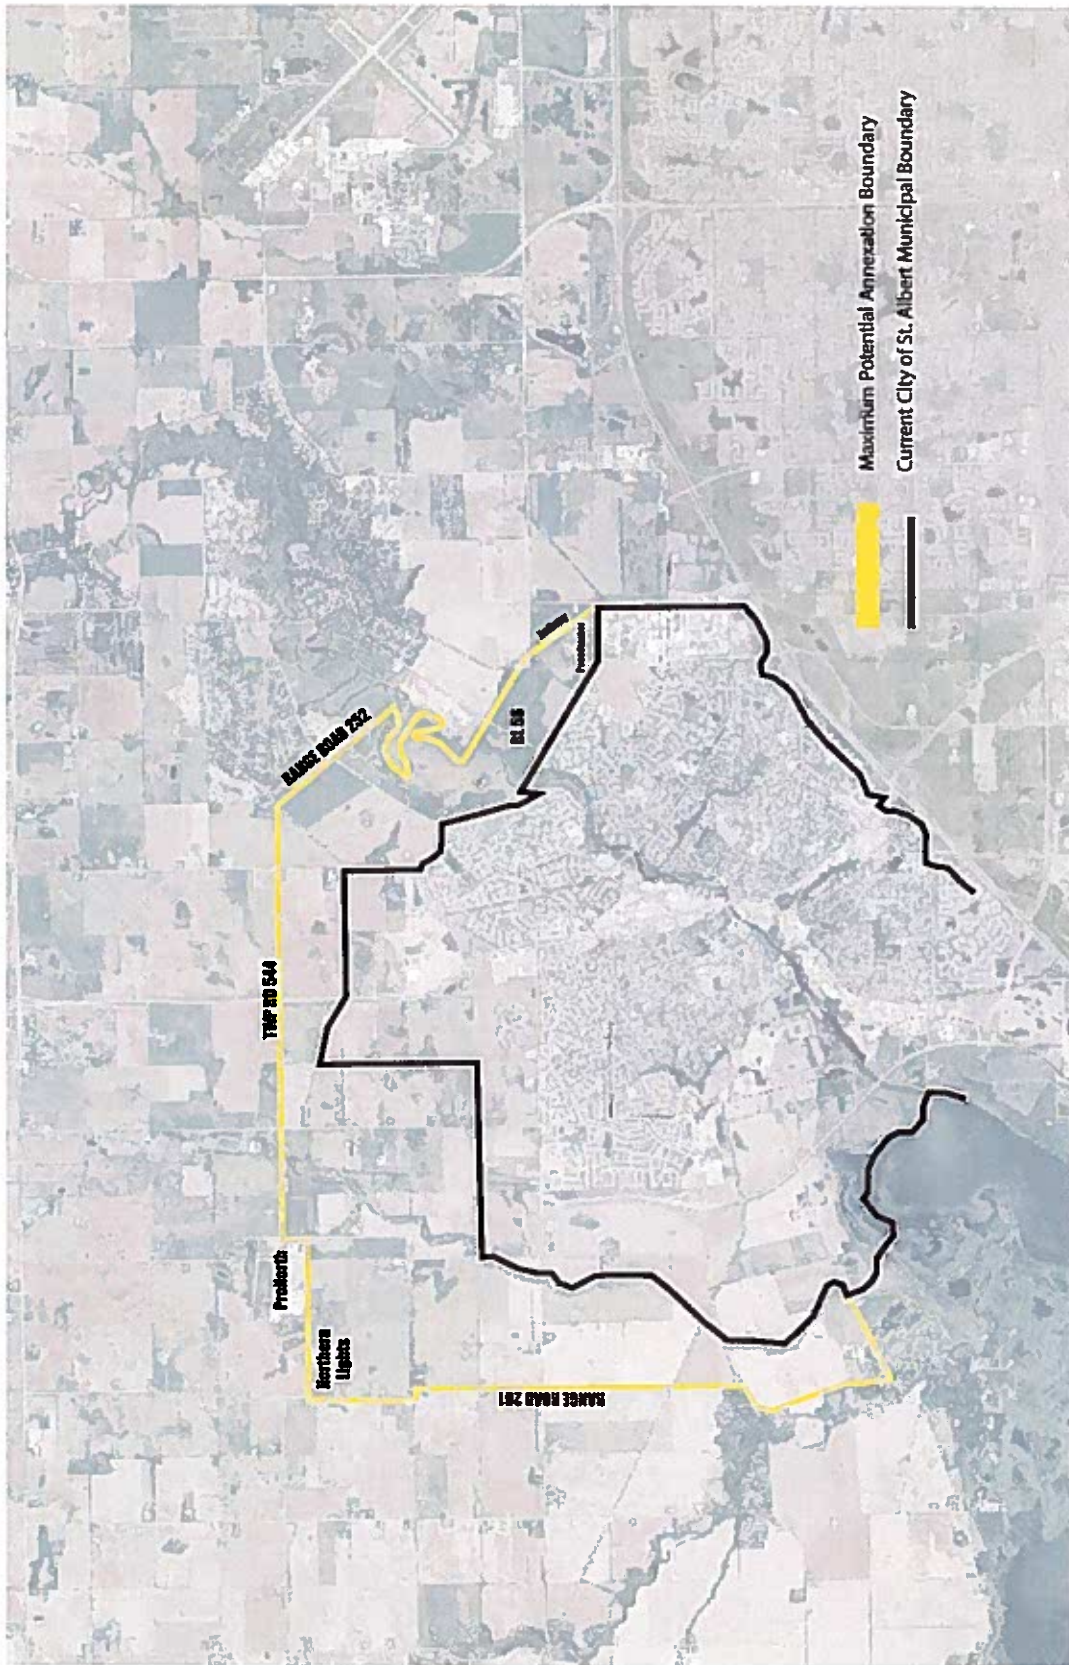 RANGE ROAD 252
TWP RD 544
ProNorth
Northern
Lights
RANGE ROAD 261
RL 56
Maximum Potential Annexation Boundary
Current City of St. Albert Municipal Boundary